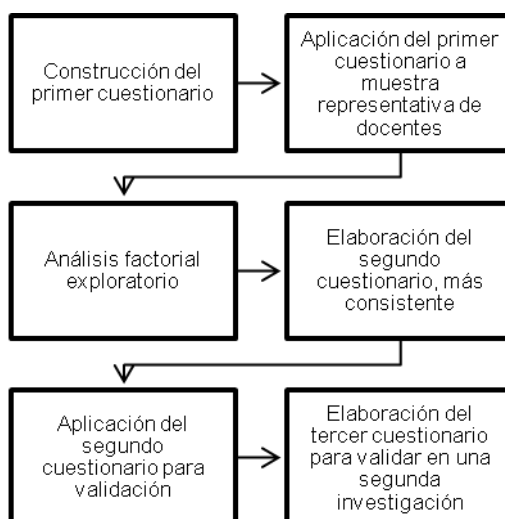 Construcción del
primer cuestionario
Aplicación del primer
cuestionario a
muestra
representativa de
docentes
Análisis factorial
exploratorio
Elaboración del
segundo
cuestionario, más
consistente
Aplicación del
segundo
cuestionario para
validación
Elaboración del
tercer cuestionario
para validar en una
segunda
investigación